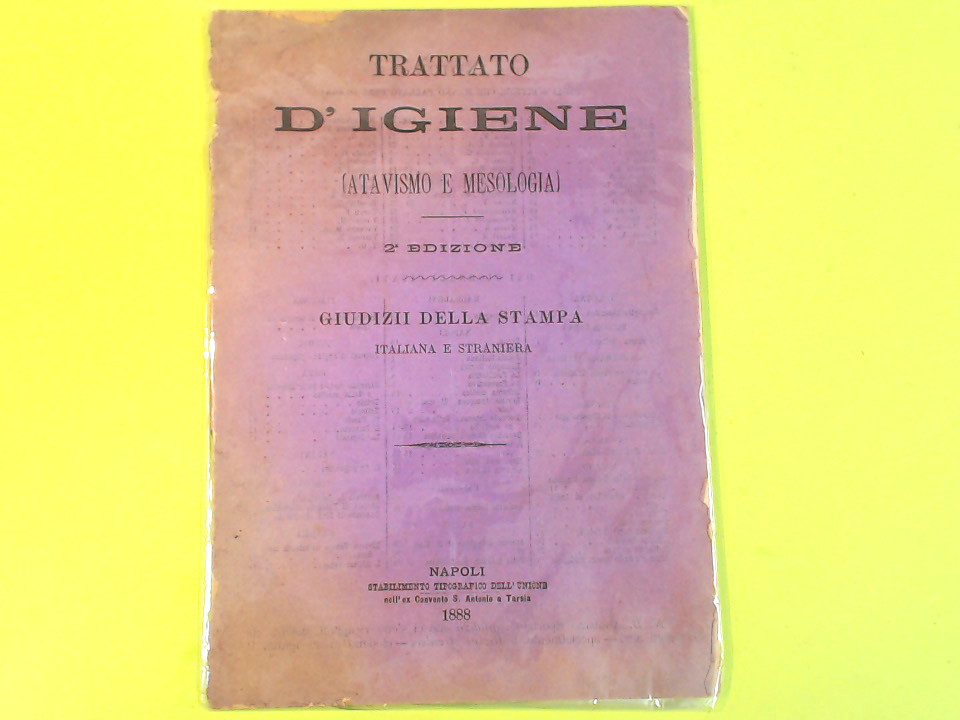 TRATTATO
D'IGIENE
(ATAVISMO E MESOLOGIA)
2ª EDIZIONE
GIUDIZII DELLA STAMPA
ITALIANA E STRANIERA
NAPOLI
STABILIMENTO TIPOGRAFICO DELL'UNIONE
nell'ex Convento S. Antonio a Tarsia
1888